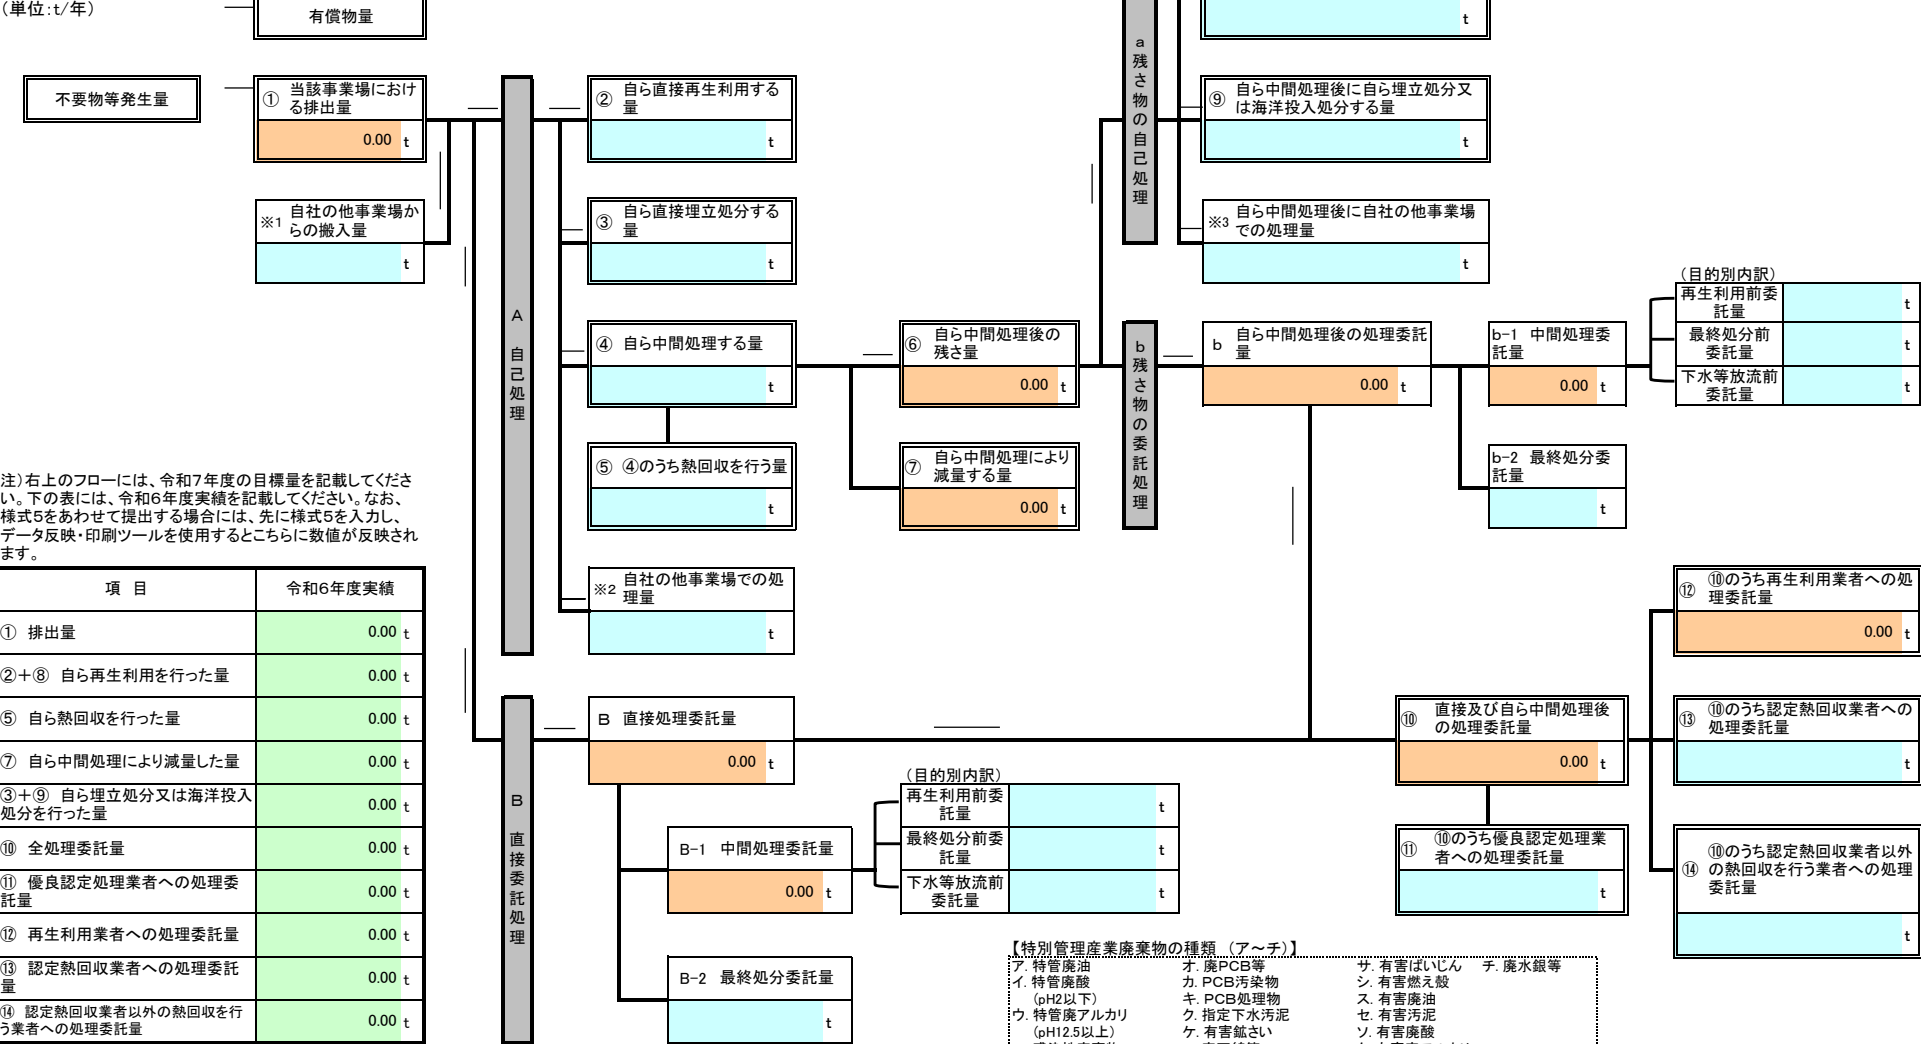 (単位:t/年)
有償物量
t
不要物等発生量
① 当該事業場におけ
る排出量
0.00 t
※1 自社の他事業場か
らの搬入量
t
A
自己処理
② 自ら直接再生利用する
量
t
③ 自ら直接埋立処分する
量
t
④ 自ら中間処理する量
t
⑤ ④のうち熱回収を行う量
t
※2 自社の他事業場での処
理量
t
⑥ 自ら中間処理後の
残さ量
0.00 t
⑦ 自ら中間処理により
減量する量
0.00 t
a
残さ物の自己処理
⑨ 自ら中間処理後に自ら埋立処分又
は海洋投入処分する量
t
※3 自ら中間処理後に自社の他事業場
での処理量
t
b
残さ物の委託処理
b 自ら中間処理後の処理委託
量
0.00 t
b-1 中間処理委
託量
0.00 t
b-2 最終処分委
託量
t
(目的別内訳)
再生利用前委
託量
t
最終処分前
委託量
t
下水等放流前
委託量
t
注)右上のフローには、令和7年度の目標量を記載してくださ
い。下の表には、令和6年度実績を記載してください。なお、
様式5をあわせて提出する場合には、先に様式5を入力し、
データ反映・印刷ツールを使用するとこちらに数値が反映され
ます。
項 目 令和6年度実績
① 排出量 0.00 t
②+⑧ 自ら再生利用を行った量 0.00 t
⑤ 自ら熱回収を行った量 0.00 t
⑦ 自ら中間処理により減量した量 0.00 t
③+⑨ 自ら埋立処分又は海洋投入
処分を行った量 0.00 t
⑩ 全処理委託量 0.00 t
⑪ 優良認定処理業者への処理委
託量 0.00 t
⑫ 再生利用業者への処理委託量 0.00 t
⑬ 認定熱回収業者への処理委託
量 0.00 t
⑭ 認定熱回収業者以外の熱回収を行
う業者への処理委託量 0.00 t
B
直接委託処理
B 直接処理委託量
0.00 t
B-1 中間処理委託量
0.00 t
B-2 最終処分委託量
t
(目的別内訳)
再生利用前委
託量
t
最終処分前委
託量
t
下水等放流前
委託量
t
⑩ 直接及び自ら中間処理後
の処理委託量
0.00 t
⑪ ⑩のうち優良認定処理業
者への処理委託量
t
⑫ ⑩のうち再生利用業者への処
理委託量
0.00 t
⑬ ⑩のうち認定熱回収業者への
処理委託量
t
⑭ ⑩のうち認定熱回収業者以外
の熱回収を行う業者への処理
委託量
t
【特別管理産業廃棄物の種類 (ア～チ)】
ア. 特管廃油 オ. 廃PCB等 サ. 有害ばいじん チ. 廃水銀等
イ. 特管廃酸 カ. PCB汚染物 シ. 有害燃え殻
(pH2以下) キ. PCB処理物 ス. 有害廃油
ウ. 特管廃アルカリ ク. 指定下水汚泥 セ. 有害汚泥
(pH12.5以上) ケ. 有害鉱さい ソ. 有害廃酸